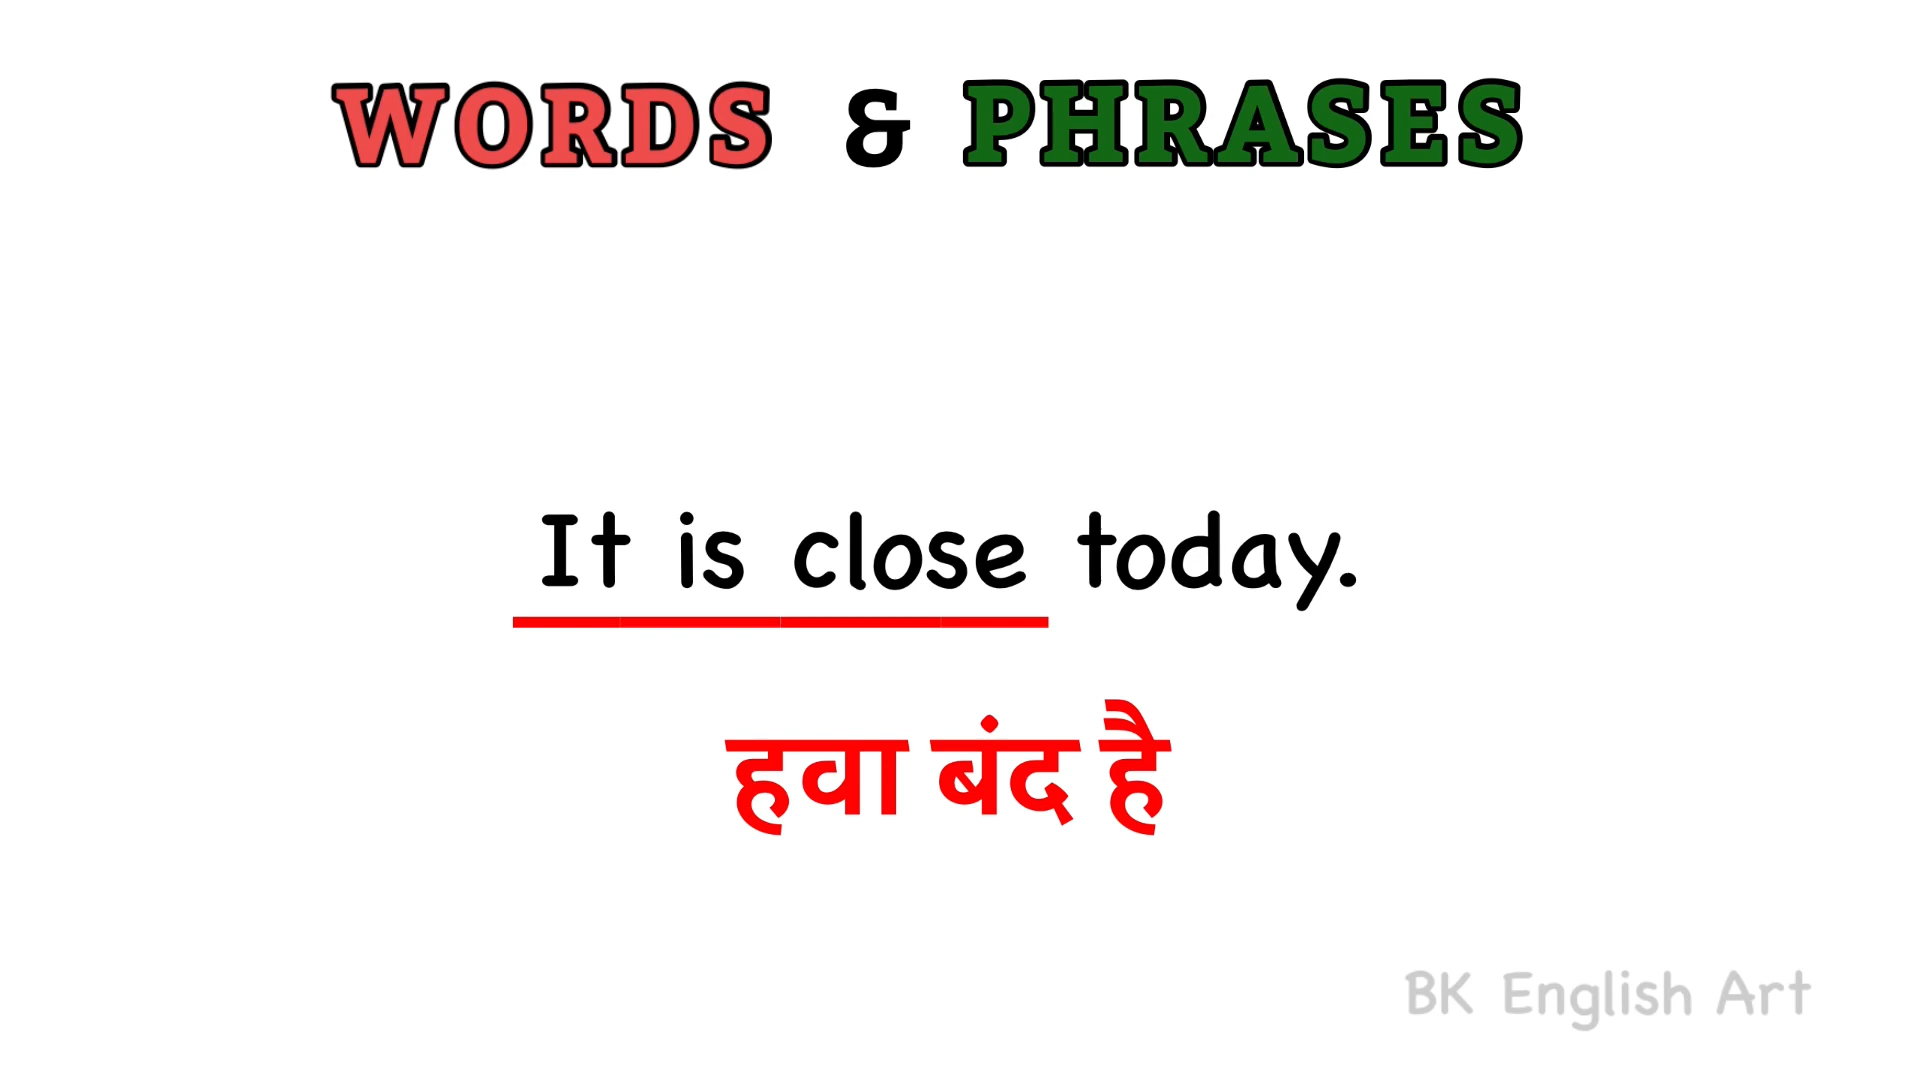 WORDS & PHRASES
It is close today.
हवा बंद है
BK English Art